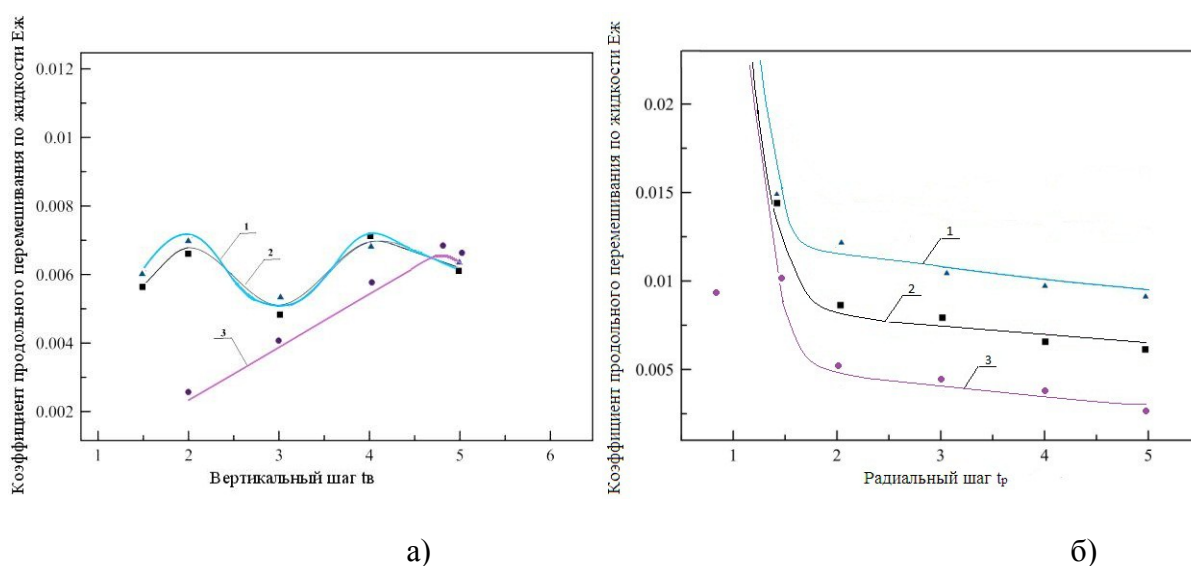 Коэффициент продольного перемешивания по жидкости Еж
0.012
0.010
0.008
0.006
0.004
0.002
1
2
3
1 2 3 4 5 6
Вертикальный шаг tв
а)
Коэффициент продольного перемешивания по жидкости Еж
0.02
0.015
0.01
0.005
1
2
3
1 2 3 4 5
Радиальный шаг tр
б)